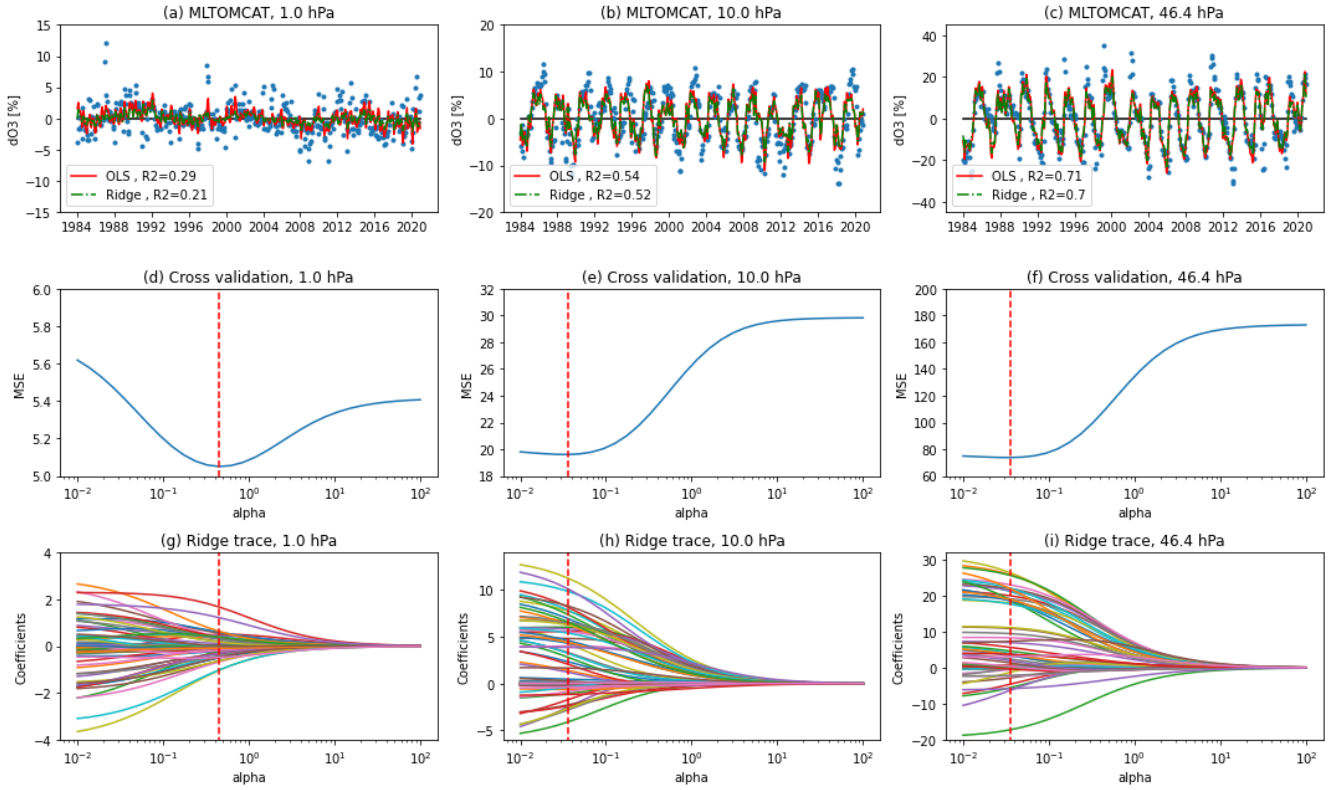 (a) MLTOMCAT, 1.0 hPa
(b) MLTOMCAT, 10.0 hPa
(c) MLTOMCAT, 46.4 hPa
dO3 [%]
15
10
5
0
−5
−10
−15
OLS , R2=0.29
Ridge , R2=0.21
1984 1988 1992 1996 2000 2004 2008 2012 2016 2020
dO3 [%]
20
10
0
−10
−20
OLS , R2=0.54
Ridge , R2=0.52
1984 1988 1992 1996 2000 2004 2008 2012 2016 2020
dO3 [%]
40
20
0
−20
−40
OLS , R2=0.71
Ridge , R2=0.7
1984 1988 1992 1996 2000 2004 2008 2012 2016 2020
(d) Cross validation, 1.0 hPa
(e) Cross validation, 10.0 hPa
(f) Cross validation, 46.4 hPa
MSE
6.0
5.8
5.6
5.4
5.2
5.0
10⁻² 10⁻¹ 10⁰ 10¹ 10²
alpha
MSE
32
30
28
26
24
22
20
18
10⁻² 10⁻¹ 10⁰ 10¹ 10²
alpha
MSE
200
180
160
140
120
100
80
60
10⁻² 10⁻¹ 10⁰ 10¹ 10²
alpha
(g) Ridge trace, 1.0 hPa
(h) Ridge trace, 10.0 hPa
(i) Ridge trace, 46.4 hPa
Coefficients
4
2
0
−2
−4
10⁻² 10⁻¹ 10⁰ 10¹ 10²
alpha
Coefficients
10
5
0
−5
10⁻² 10⁻¹ 10⁰ 10¹ 10²
alpha
Coefficients
30
20
10
0
−10
−20
10⁻² 10⁻¹ 10⁰ 10¹ 10²
alpha